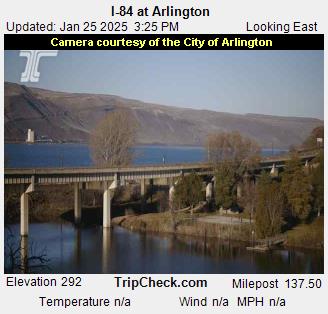 I-84 at Arlington
Updated: Jan 25 2025 3:25 PM Looking East
Camera courtesy of the City of Arlington
Elevation 292 TripCheck.com Milepost 137.50
Temperature n/a Wind n/a MPH n/a